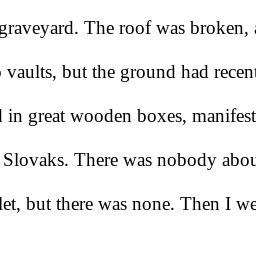 graveyard. The roof was broken,
vaults, but the ground had recent
in great wooden boxes, manifest
Slovaks. There was nobody abou
let, but there was none. Then I we